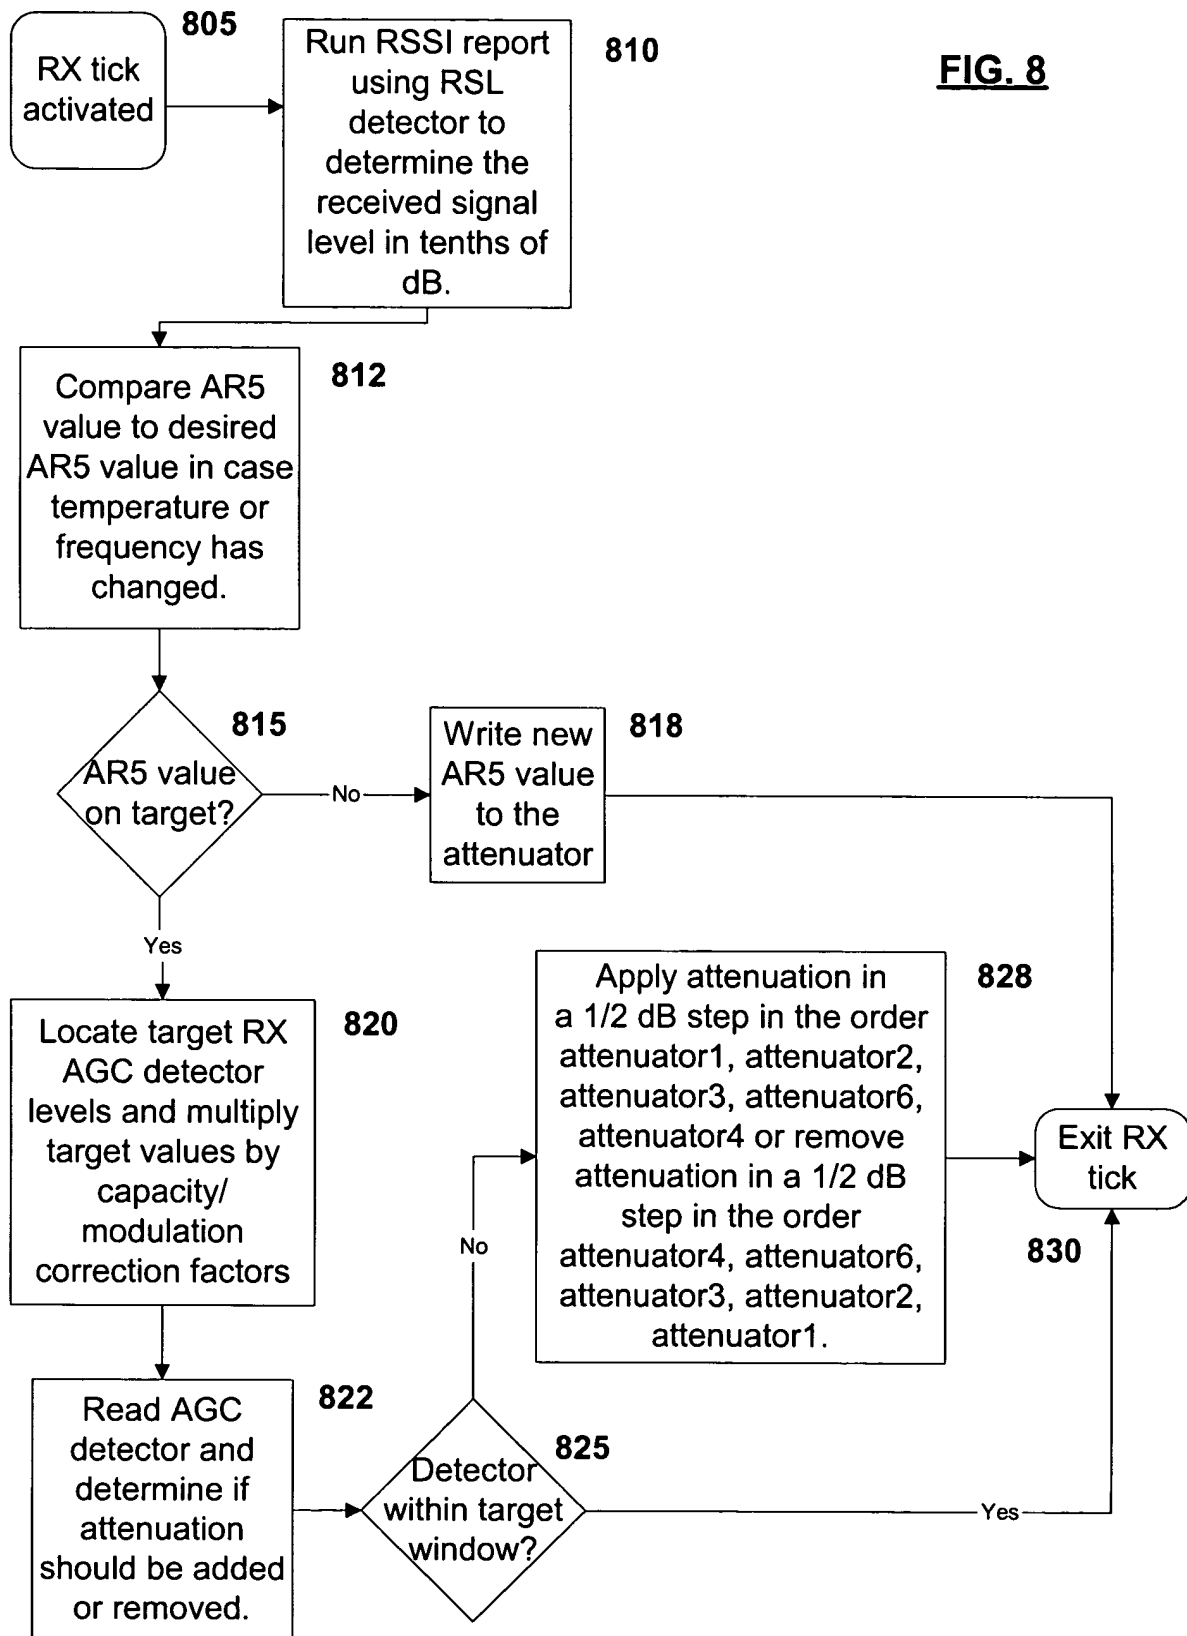 805
RX tick
activated
Run RSSI report
using RSL
detector to
determine the
received signal
level in tenths of
dB.
810
FIG. 8
Compare AR5
value to desired
AR5 value in case
temperature or
frequency has
changed.
812
AR5 value
on target?
815
No
Write new
AR5 value
to the
attenuator
818
Yes
Locate target RX
AGC detector
levels and multiply
target values by
capacity/
modulation
correction factors
820
Read AGC
detector and
determine if
attenuation
should be added
or removed.
822
Detector
within target
window?
825
No
Apply attenuation in
a 1/2 dB step in the order
attenuator1, attenuator2,
attenuator3, attenuator6,
attenuator4 or remove
attenuation in a 1/2 dB
step in the order
attenuator4, attenuator6,
attenuator3, attenuator2,
attenuator1.
828
Yes
Exit RX
tick
830